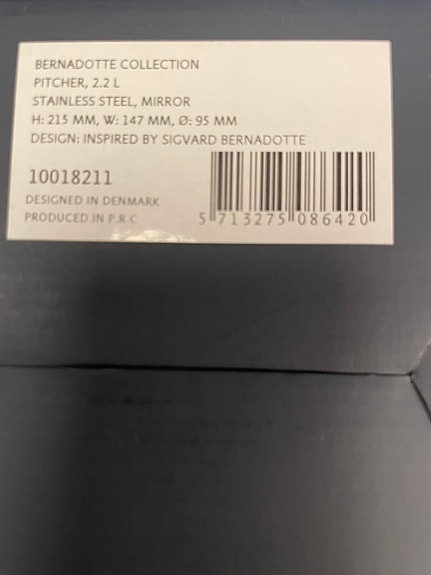 BERNADOTTE COLLECTION
PITCHER, 2.2 L
STAINLESS STEEL, MIRROR
H: 215 MM, W: 147 MM, Ø: 95 MM
DESIGN: INSPIRED BY SIGVARD BERNADOTTE
10018211
DESIGNED IN DENMARK
PRODUCED IN P.R.C
5 713275 086420